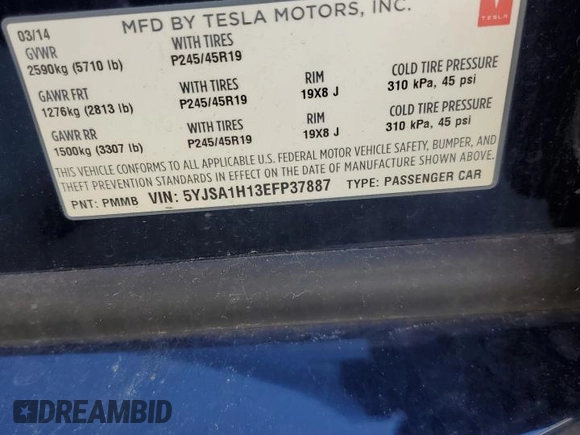 MFD BY TESLA MOTORS, INC.
TESLA
03/14
GVWR WITH TIRES
2590kg (5710 lb) P245/45R19
GAWR FRT WITH TIRES RIM COLD TIRE PRESSURE
1276kg (2813 lb) P245/45R19 19X8 J 310 kPa, 45 psi
GAWR RR WITH TIRES RIM COLD TIRE PRESSURE
1500kg (3307 lb) P245/45R19 19X8 J 310 kPa, 45 psi
THIS VEHICLE CONFORMS TO ALL APPLICABLE U.S. FEDERAL MOTOR VEHICLE SAFETY, BUMPER, AND
THEFT PREVENTION STANDARDS IN EFFECT ON THE DATE OF MANUFACTURE SHOWN ABOVE.
PNT: PMMB VIN: 5YJSA1H13EFP37887 TYPE: PASSENGER CAR
DREAMBID